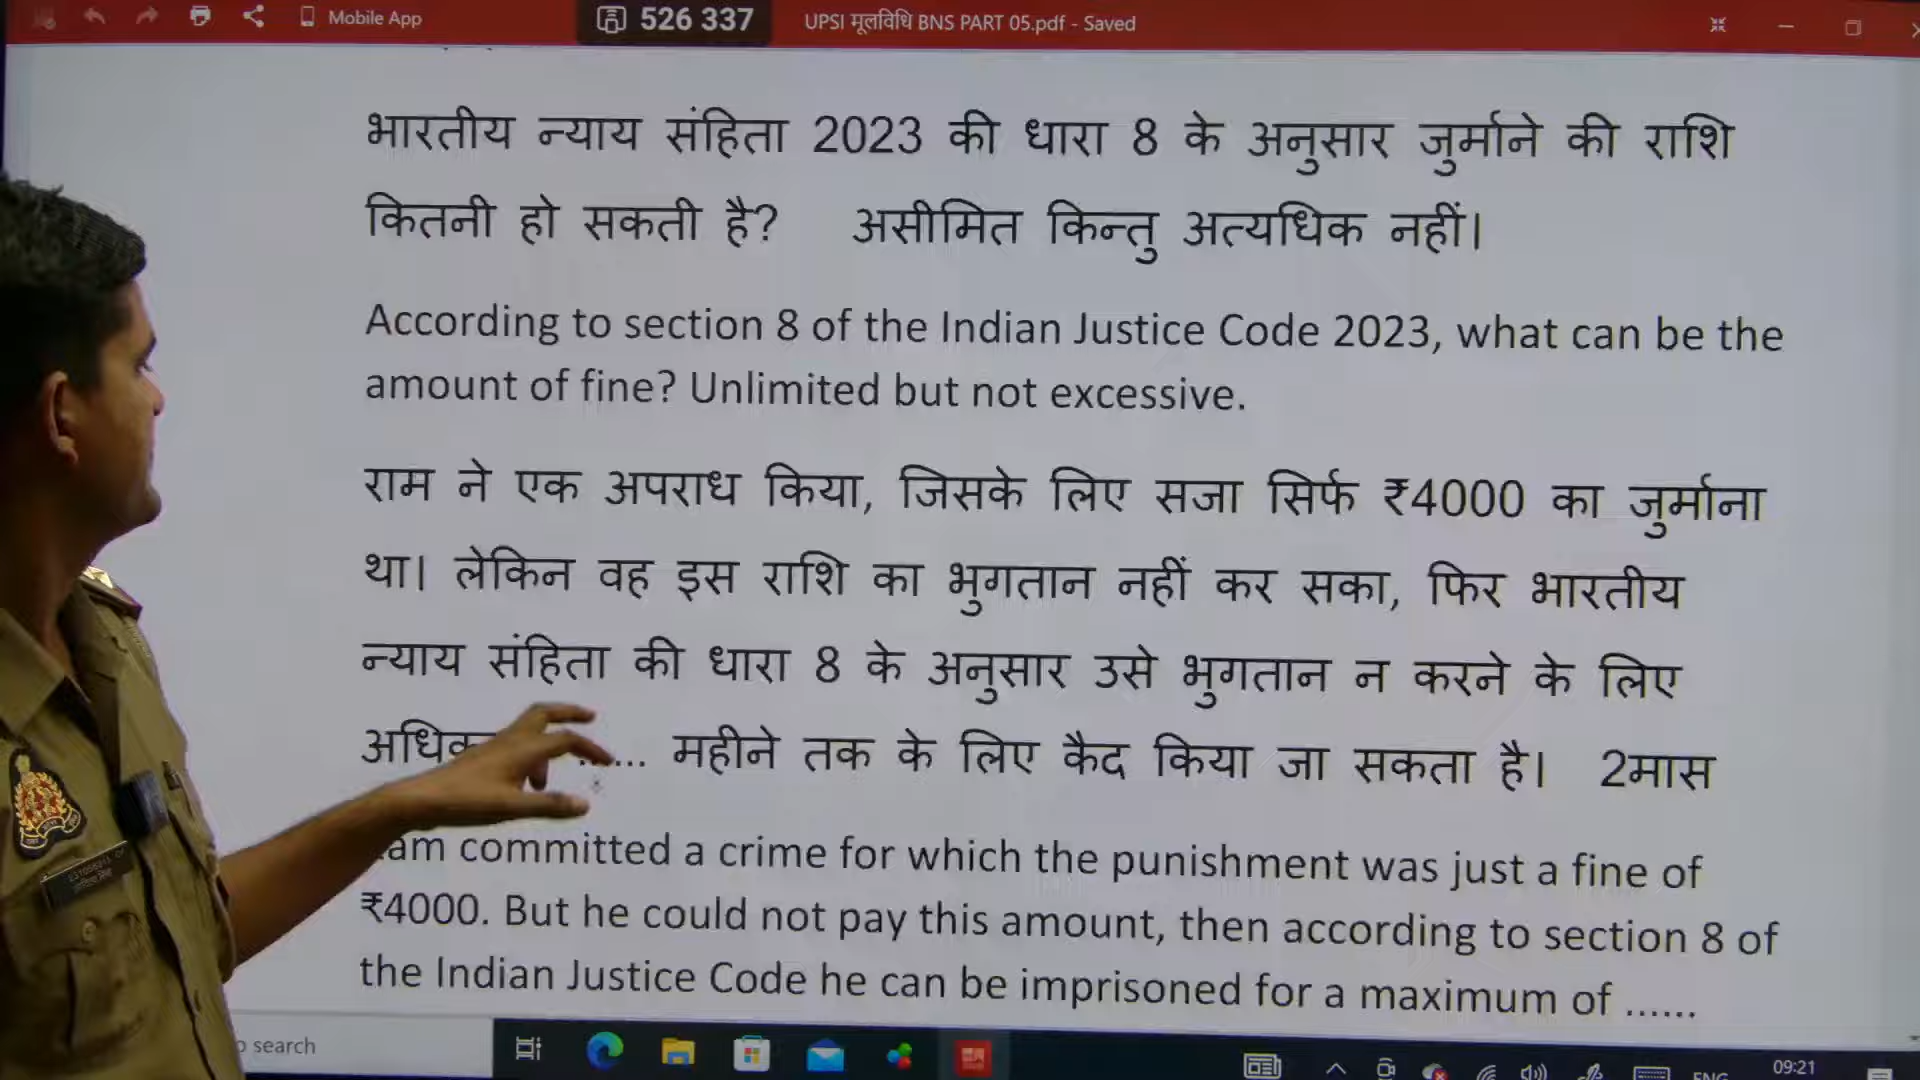 Mobile App
526 337
UPSI मूलविधि BNS PART 05.pdf - Saved
भारतीय न्याय संहिता 2023 की धारा 8 के अनुसार जुर्माने की राशि
कितनी हो सकती है? असीमित किन्तु अत्यधिक नहीं।
According to section 8 of the Indian Justice Code 2023, what can be the
amount of fine? Unlimited but not excessive.
राम ने एक अपराध किया, जिसके लिए सजा सिर्फ ₹4000 का जुर्माना
था। लेकिन वह इस राशि का भुगतान नहीं कर सका, फिर भारतीय
न्याय संहिता की धारा 8 के अनुसार उसे भुगतान न करने के लिए
...... महीने तक के लिए कैद किया जा सकता है। 2मास
am committed a crime for which the punishment was just a fine of
₹4000. But he could not pay this amount, then according to section 8 of
the Indian Justice Code he can be imprisoned for a maximum of ......
search
ENG
09:21